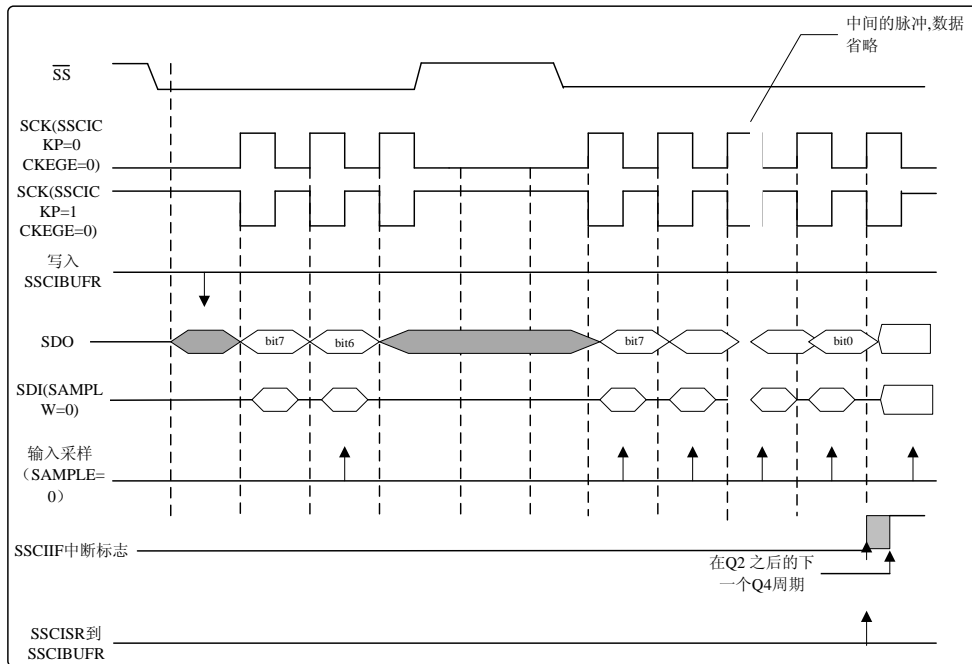 中间的脉冲,数据
省略
SS
SCK(SSCIC
KP=0
CKEGE=0)
SCK(SSCIC
KP=1
CKEGE=0)
写入
SSCIBUFR
SDO
bit7
bit6
bit7
bit0
SDI(SAMPL
W=0)
输入采样
（SAMPLE=
0）
SSCIIF中断标志
在Q2 之后的下
一个Q4周期
SSCISR到
SSCIBUFR